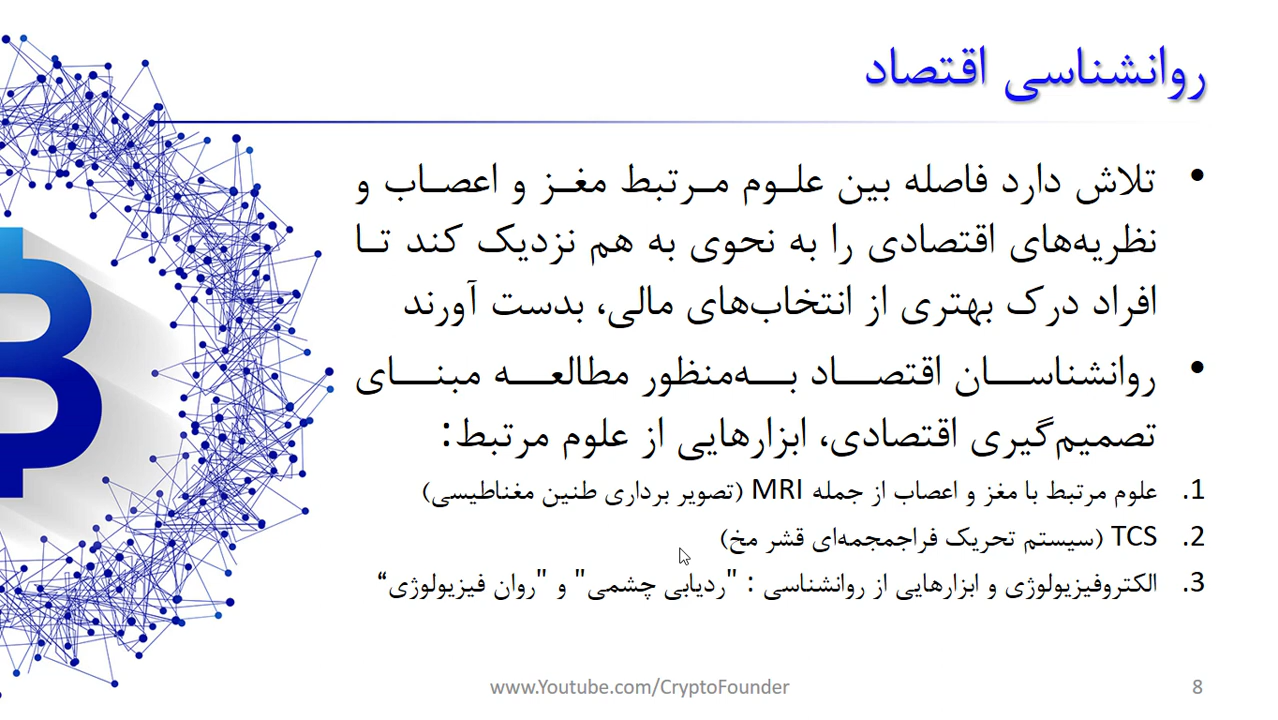 روانشناسی اقتصاد
• تلاش دارد فاصله بین علوم مرتبط مغز و اعصاب و
نظریه‌های اقتصادی را به نحوی به هم نزدیک کند تا
افراد درک بهتری از انتخاب‌های مالی، بدست آورند
• روانشناسان اقتصاد به‌منظور مطالعه مبنای
تصمیم‌گیری اقتصادی، ابزارهایی از علوم مرتبط:
1. علوم مرتبط با مغز و اعصاب از جمله MRI (تصویر برداری طنین مغناطیسی)
2. TCS (سیستم تحریک فراجمجمه‌ای قشر مخ)
3. الکتروفیزیولوژی و ابزارهایی از روانشناسی : "ردیابی چشمی" و "روان فیزیولوژی“
www.Youtube.com/CryptoFounder
8